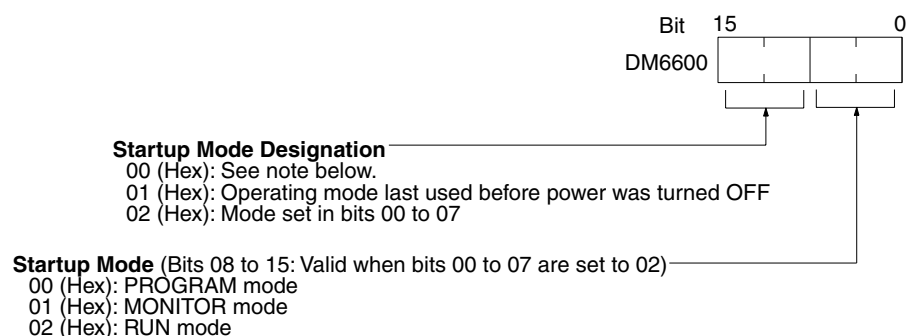 Bit 15 0
DM6600
Startup Mode Designation
00 (Hex): See note below.
01 (Hex): Operating mode last used before power was turned OFF
02 (Hex): Mode set in bits 00 to 07
Startup Mode (Bits 08 to 15: Valid when bits 00 to 07 are set to 02)
00 (Hex): PROGRAM mode
01 (Hex): MONITOR mode
02 (Hex): RUN mode